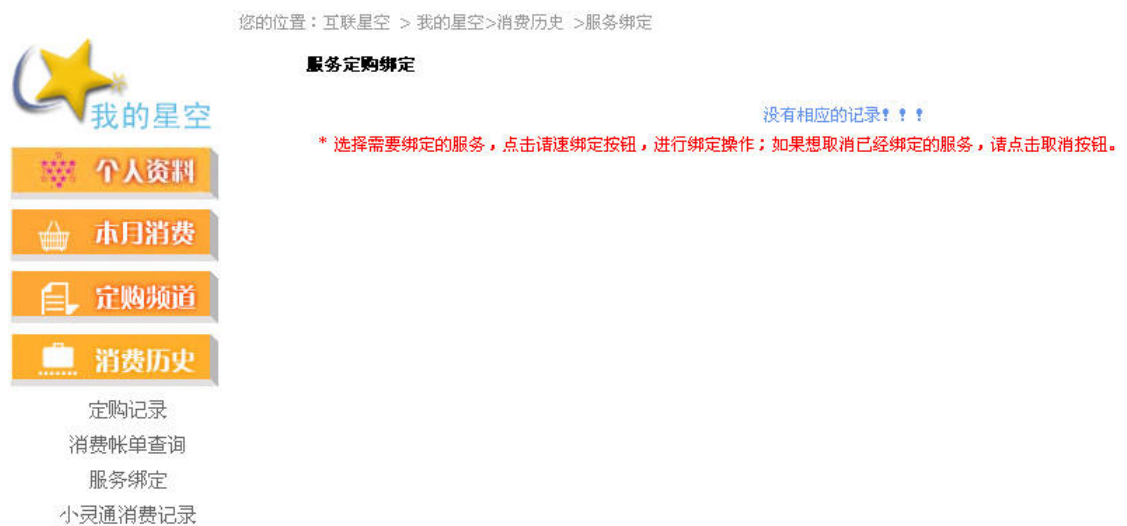 您的位置：互联星空 > 我的星空>消费历史 >服务绑定
服务定购绑定
没有相应的记录！！！
* 选择需要绑定的服务，点击请速绑定按钮，进行绑定操作；如果想取消已经绑定的服务，请点击取消按钮。
我的星空
个人资料
本月消费
定购频道
消费历史
定购记录
消费帐单查询
服务绑定
小灵通消费记录